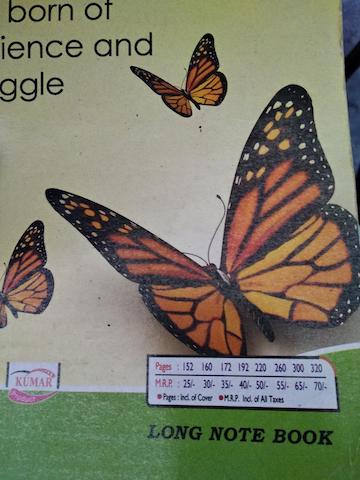 born of
ience and
ggle
Pages : 152 160 172 192 220 260 300 320
M.R.P. : 25/- 30/- 35/- 40/- 50/- 55/- 65/- 70/-
• Pages : Incl. of Cover • M.R.P. Incl. of All Taxes
KUMAR
LONG NOTE BOOK